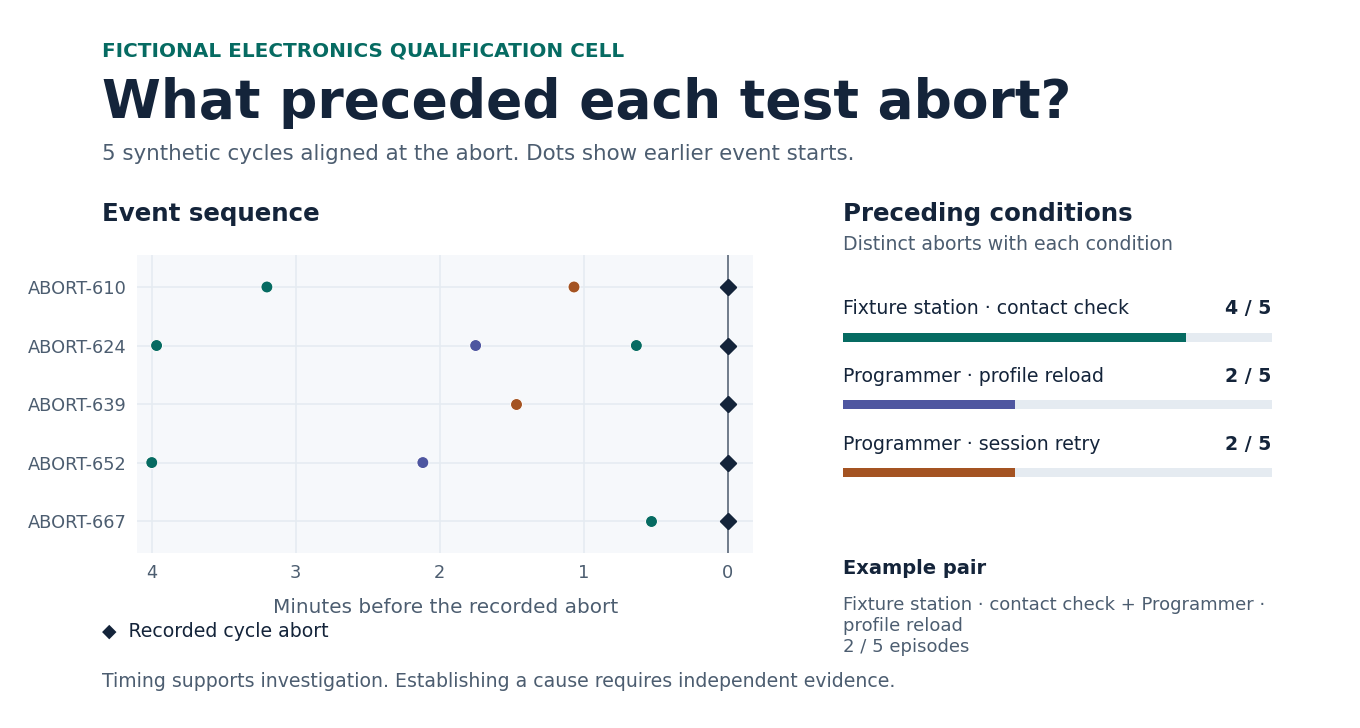 FICTIONAL ELECTRONICS QUALIFICATION CELL
What preceded each test abort?
5 synthetic cycles aligned at the abort. Dots show earlier event starts.
Event sequence
ABORT-610
ABORT-624
ABORT-639
ABORT-652
ABORT-667
4 3 2 1 0
Minutes before the recorded abort
◆ Recorded cycle abort
Preceding conditions
Distinct aborts with each condition
Fixture station · contact check 4 / 5
Programmer · profile reload 2 / 5
Programmer · session retry 2 / 5
Example pair
Fixture station · contact check + Programmer ·
profile reload
2 / 5 episodes
Timing supports investigation. Establishing a cause requires independent evidence.